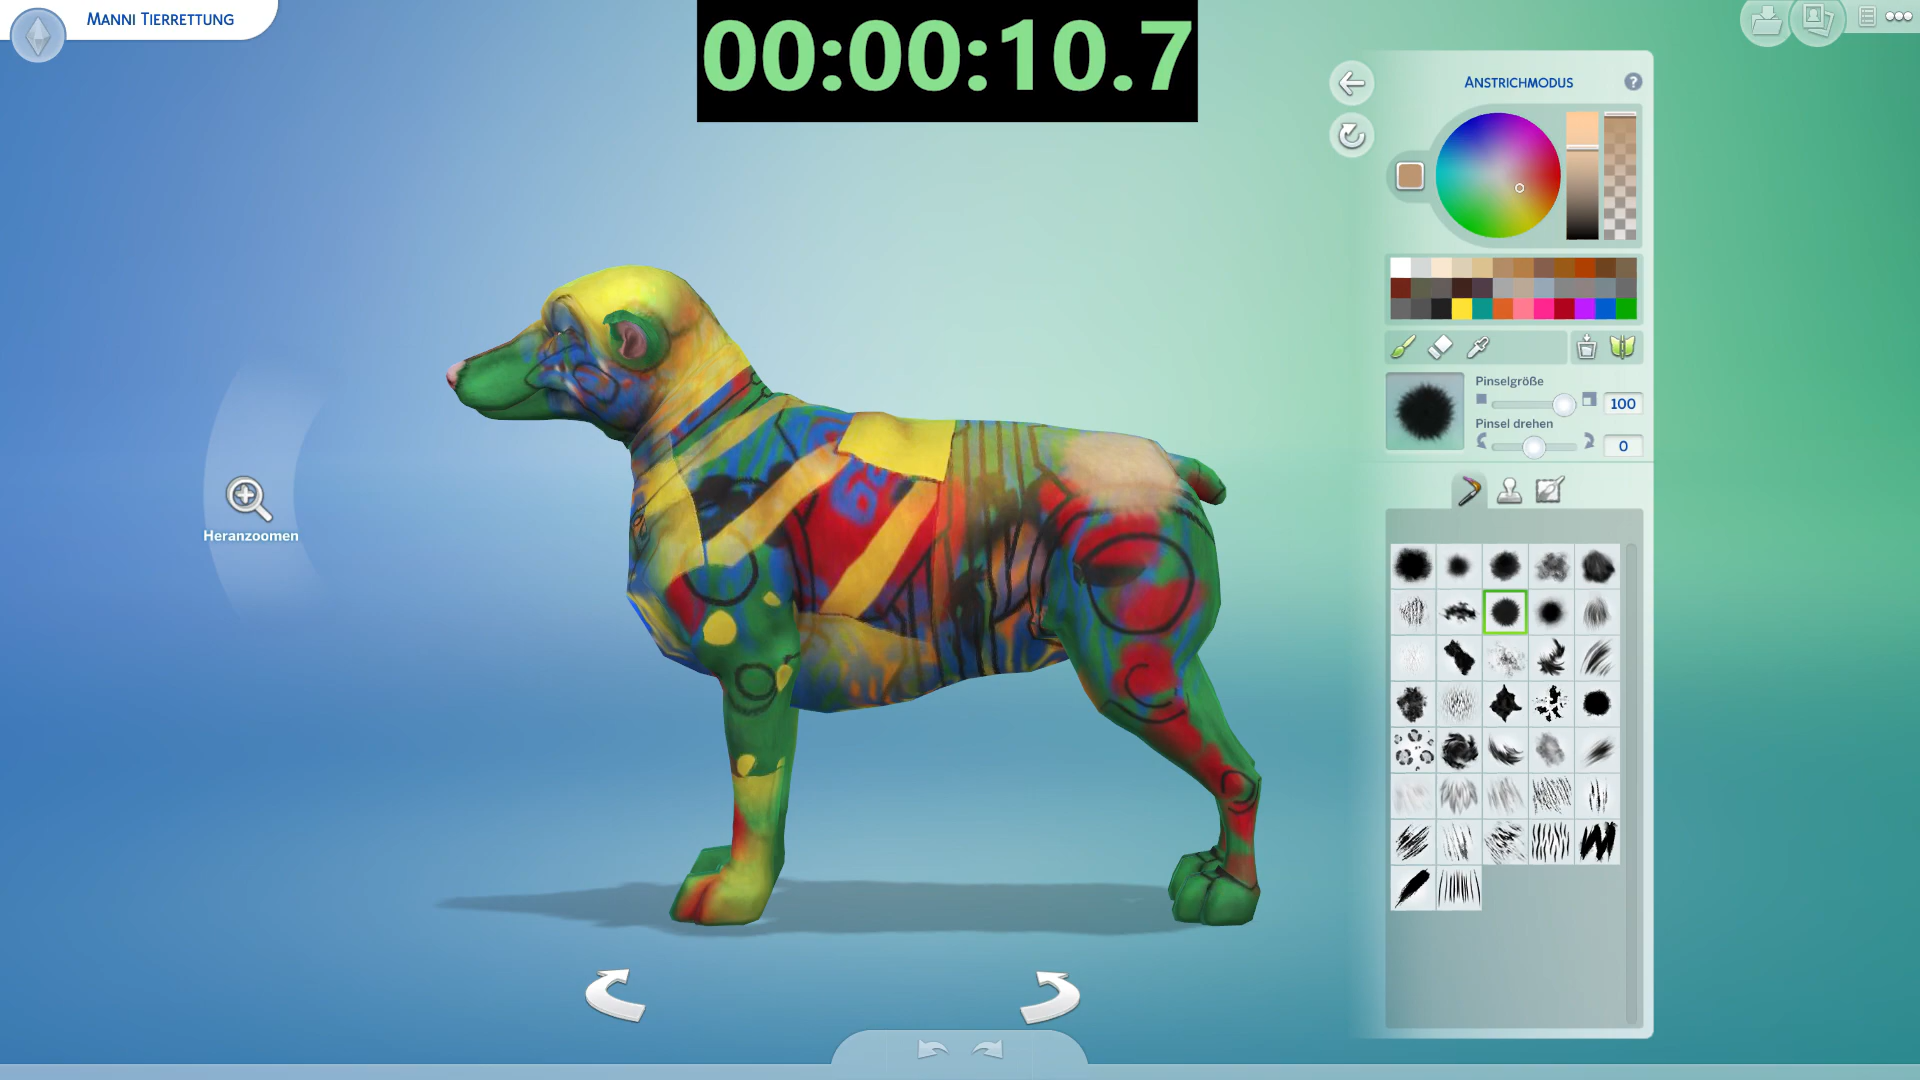 MANNI TIERRETTUNG
00:00:10.7
ANSTRICHMODUS
?
Pinselgröße
100
Pinsel drehen
0
Heranzoomen